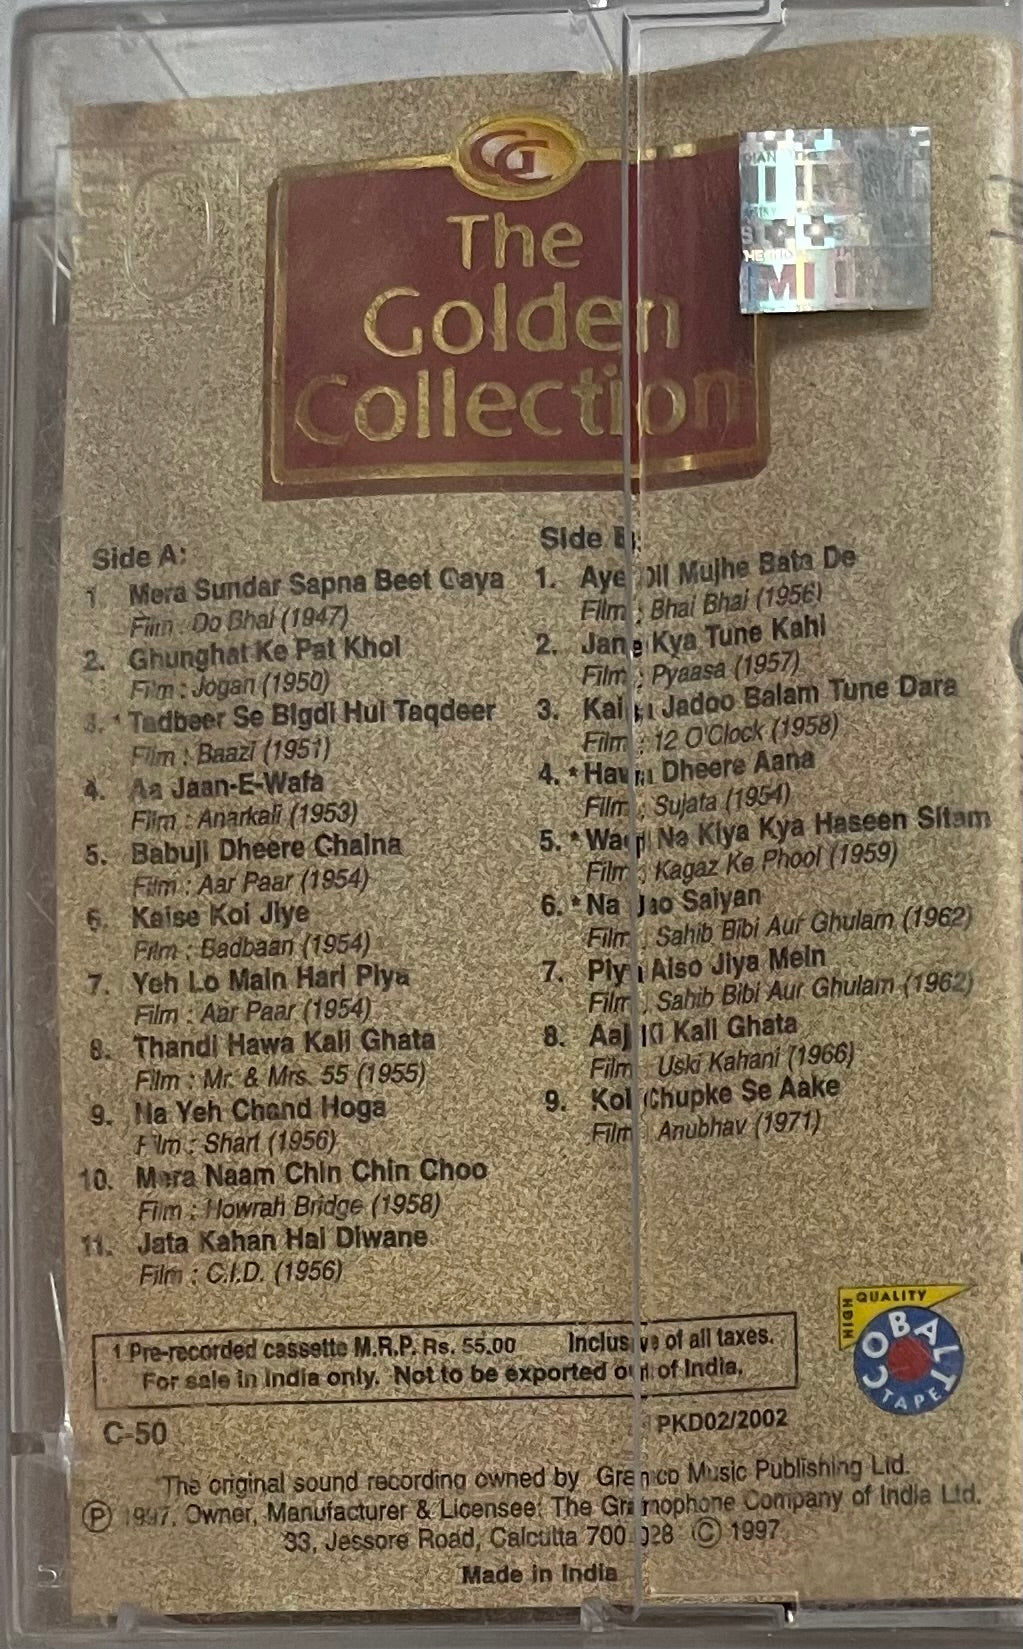 The
Golden
Collection
Side A:
1. Mera Sundar Sapna Beet Gaya
Film : Do Bhai (1947)
2. Ghunghat Ke Pat Khol
Film : Jogan (1950)
3. * Tadbeer Se Bigdi Hui Taqdeer
Film : Baazi (1951)
4. Aa Jaan-E-Wafa
Film : Anarkali (1953)
5. Babuji Dheere Chalna
Film : Aar Paar (1954)
6. Kaise Koi Jiye
Film : Badbaan (1954)
7. Yeh Lo Main Hari Piya
Film : Aar Paar (1954)
8. Thandi Hawa Kali Ghata
Film : Mr. & Mrs. 55 (1955)
9. Na Yeh Chand Hoga
Film : Shart (1956)
10. Mera Naam Chin Chin Choo
Film : Howrah Bridge (1958)
11. Jata Kahan Hai Diwane
Film : C.I.D. (1956)
Side B:
1. Aye Dil Mujhe Bata De
Film : Bhai Bhai (1956)
2. Jane Kya Tune Kahi
Film : Pyaasa (1957)
3. Kaisa Jadoo Balam Tune Dara
Film : 12 O'Clock (1958)
4. * Hawa Dheere Aana
Film : Sujata (1954)
5. * Waqt Na Kiya Kya Haseen Sitam
Film : Kagaz Ke Phool (1959)
6. * Na Jao Saiyan
Film : Sahib Bibi Aur Ghulam (1962)
7. Piya Aiso Jiya Mein
Film : Sahib Bibi Aur Ghulam (1962)
8. Aaj Ki Kali Ghata
Film : Uski Kahani (1966)
9. Koi Chupke Se Aake
Film : Anubhav (1971)
1 Pre-recorded cassette M.R.P. Rs. 55.00 Inclusive of all taxes.
For sale in India only. Not to be exported out of India.
HIGH QUALITY
COBALT
TAPE
C-50
PKD02/2002
*The original sound recording owned by Gramco Music Publishing Ltd.
Ⓟ 1997. Owner, Manufacturer & Licensee: The Gramophone Company of India Ltd.
33, Jessore Road, Calcutta 700 028 © 1997
Made in India